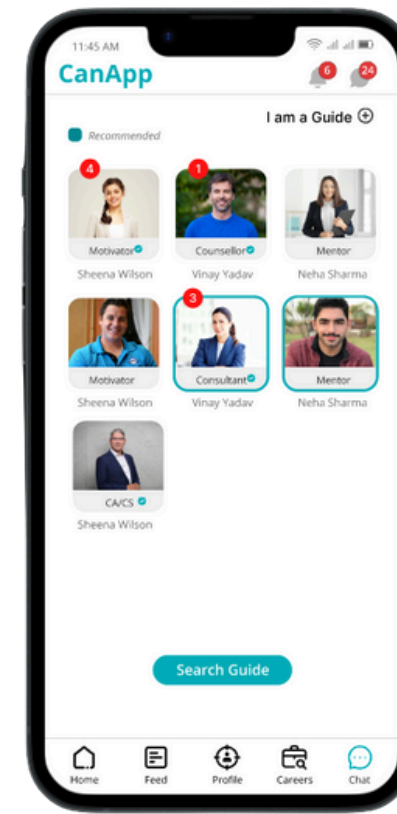 11:45 AM
CanApp
6
24
I am a Guide
Recommended
4
1
Motivator
Counsellor
Mentor
Sheena Wilson
Vinay Yadav
Neha Sharma
3
Motivator
Consultant
Mentor
Sheena Wilson
Vinay Yadav
Neha Sharma
CA/CS
Sheena Wilson
Search Guide
Home
Feed
Profile
Careers
Chat